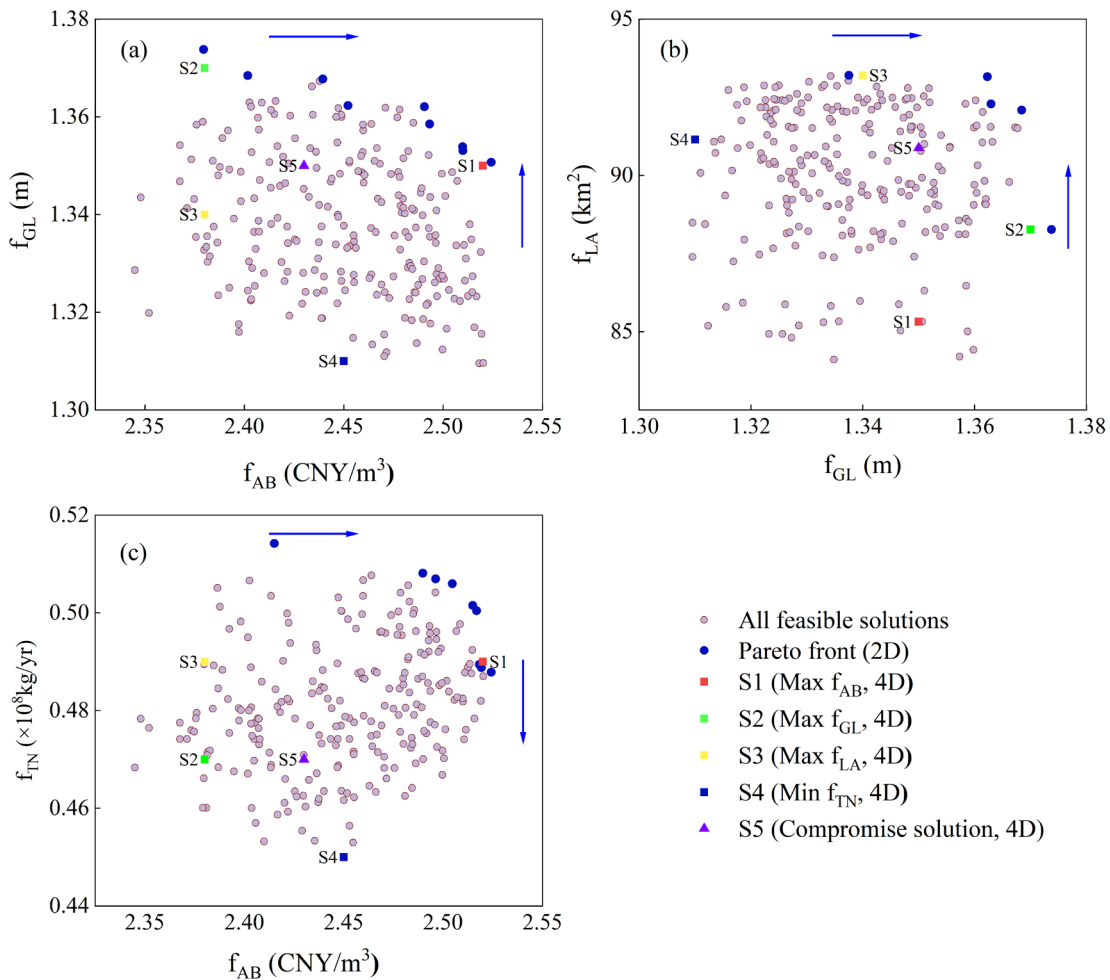 (a)
1.38
1.36
1.34
1.32
1.30
f_GL (m)
S2
S5
S1
S3
S4
2.35 2.40 2.45 2.50 2.55
f_AB (CNY/m³)
(b)
95
90
85
f_LA (km²)
S3
S4
S5
S2
S1
1.30 1.32 1.34 1.36 1.38
f_GL (m)
(c)
0.52
0.50
0.48
0.46
0.44
f_TN (×10⁸kg/yr)
S3
S1
S2
S5
S4
2.35 2.40 2.45 2.50 2.55
f_AB (CNY/m³)
All feasible solutions
Pareto front (2D)
S1 (Max f_AB, 4D)
S2 (Max f_GL, 4D)
S3 (Max f_LA, 4D)
S4 (Min f_TN, 4D)
S5 (Compromise solution, 4D)